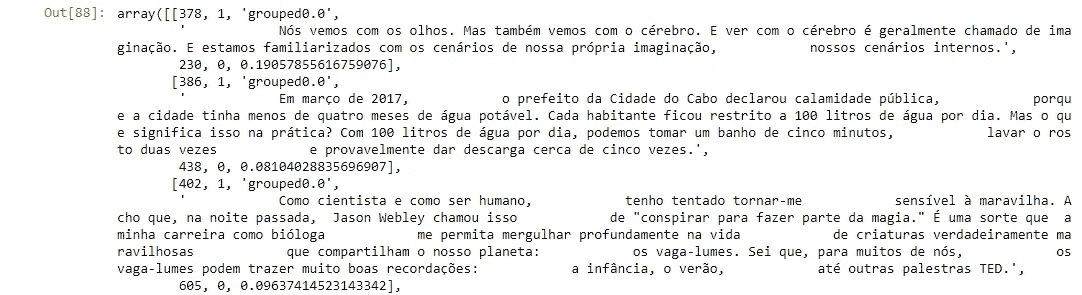 Out[88]: array([[378, 1, 'grouped0.0',
' Nós vemos com os olhos. Mas também vemos com o cérebro. E ver com o cérebro é geralmente chamado de ima
ginação. E estamos familiarizados com os cenários de nossa própria imaginação, nossos cenários internos.',
230, 0, 0.19057855616759076],
[386, 1, 'grouped0.0',
' Em março de 2017, o prefeito da Cidade do Cabo declarou calamidade pública, porqu
e a cidade tinha menos de quatro meses de água potável. Cada habitante ficou restrito a 100 litros de água por dia. Mas o qu
e significa isso na prática? Com 100 litros de água por dia, podemos tomar um banho de cinco minutos, lavar o ros
to duas vezes e provavelmente dar descarga cerca de cinco vezes.',
438, 0, 0.08104028835696907],
[402, 1, 'grouped0.0',
' Como cientista e como ser humano, tenho tentado tornar-me sensível à maravilha. A
cho que, na noite passada, Jason Webley chamou isso de "conspirar para fazer parte da magia." É uma sorte que a
minha carreira como bióloga me permita mergulhar profundamente na vida de criaturas verdadeiramente ma
ravilhosas que compartilham o nosso planeta: os vaga-lumes. Sei que, para muitos de nós, os
vaga-lumes podem trazer muito boas recordações: a infância, o verão, até outras palestras TED.',
605, 0, 0.09637414523143342],